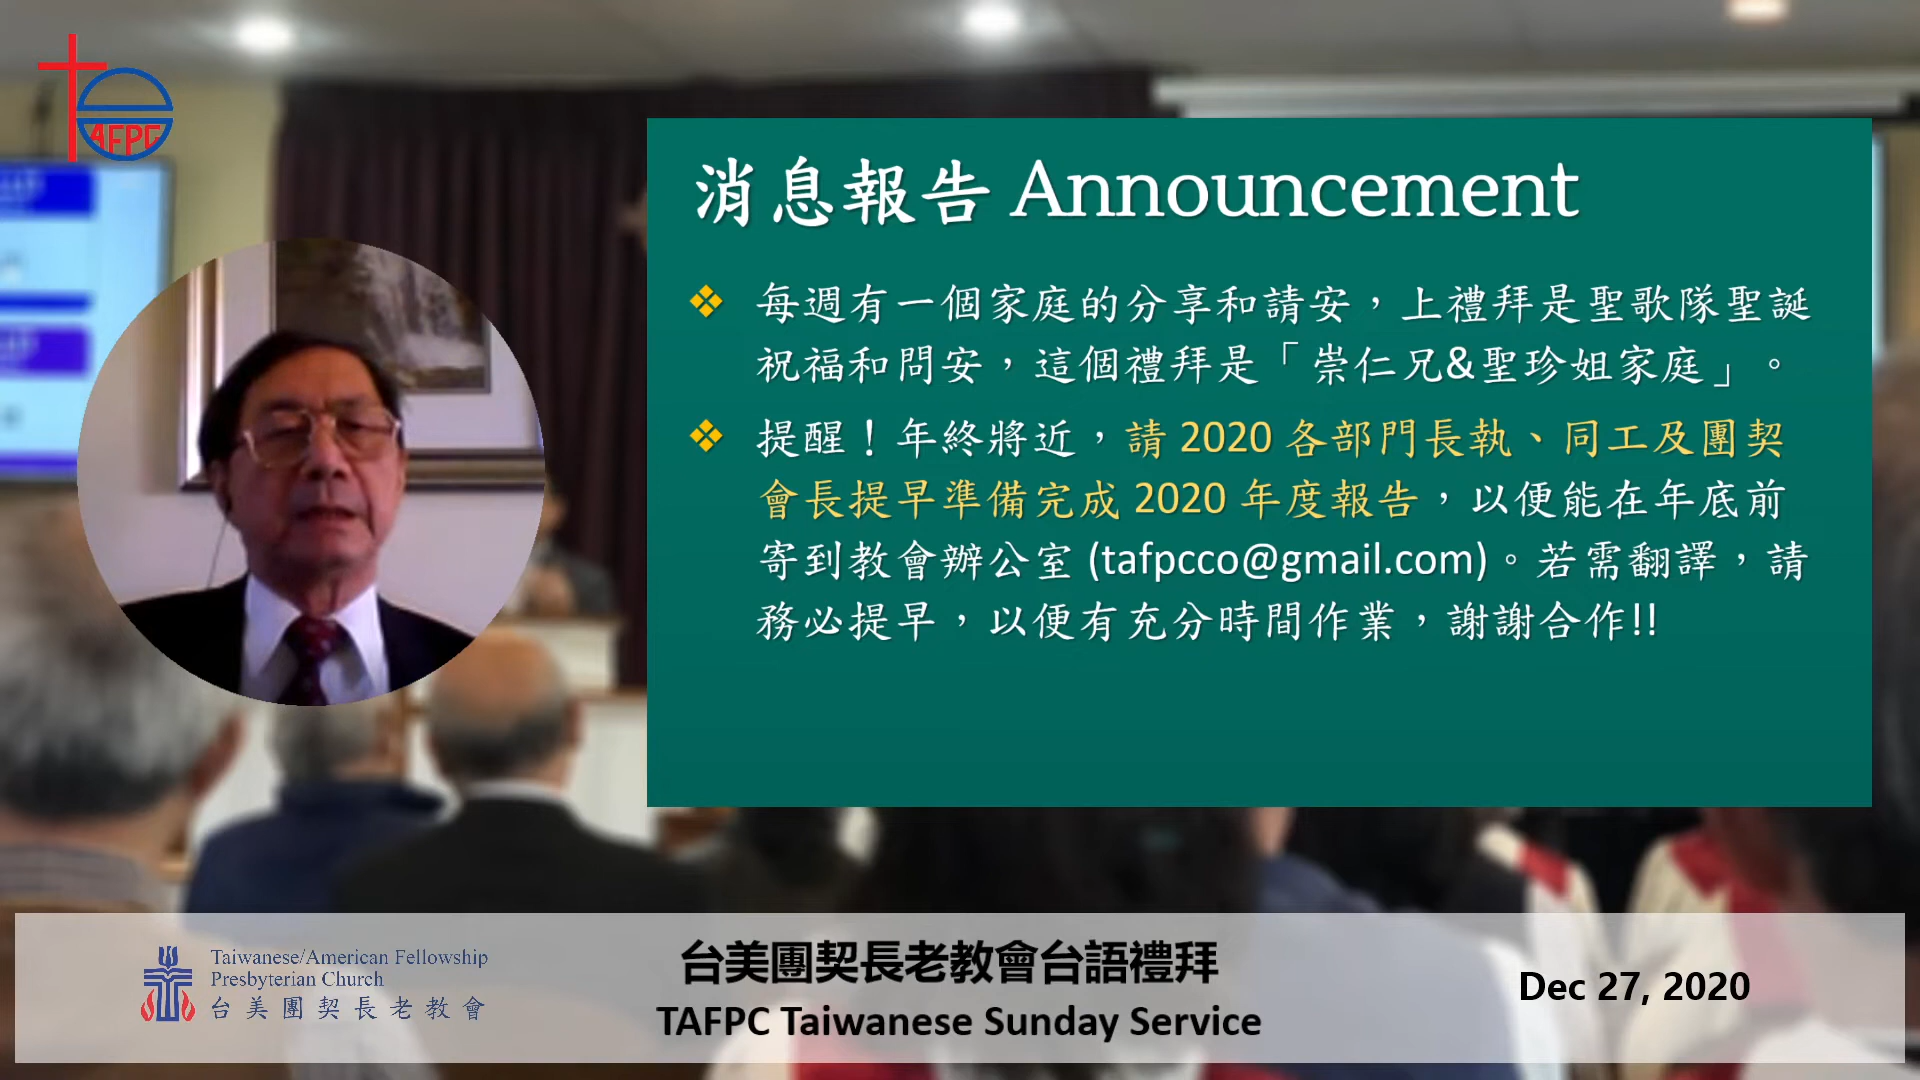 AFPC
消息報告 Announcement
每週有一個家庭的分享和請安，上禮拜是聖歌隊聖誕
祝福和問安，這個禮拜是「崇仁兄&聖珍姐家庭」。
提醒！年終將近，請 2020 各部門長執、同工及團契
會長提早準備完成 2020 年度報告，以便能在年底前
寄到教會辦公室 (tafpcco@gmail.com)。若需翻譯，請
務必提早，以便有充分時間作業，謝謝合作!!
Taiwanese/American Fellowship
Presbyterian Church
台美團契長老教會
台美團契長老教會台語禮拜
TAFPC Taiwanese Sunday Service
Dec 27, 2020